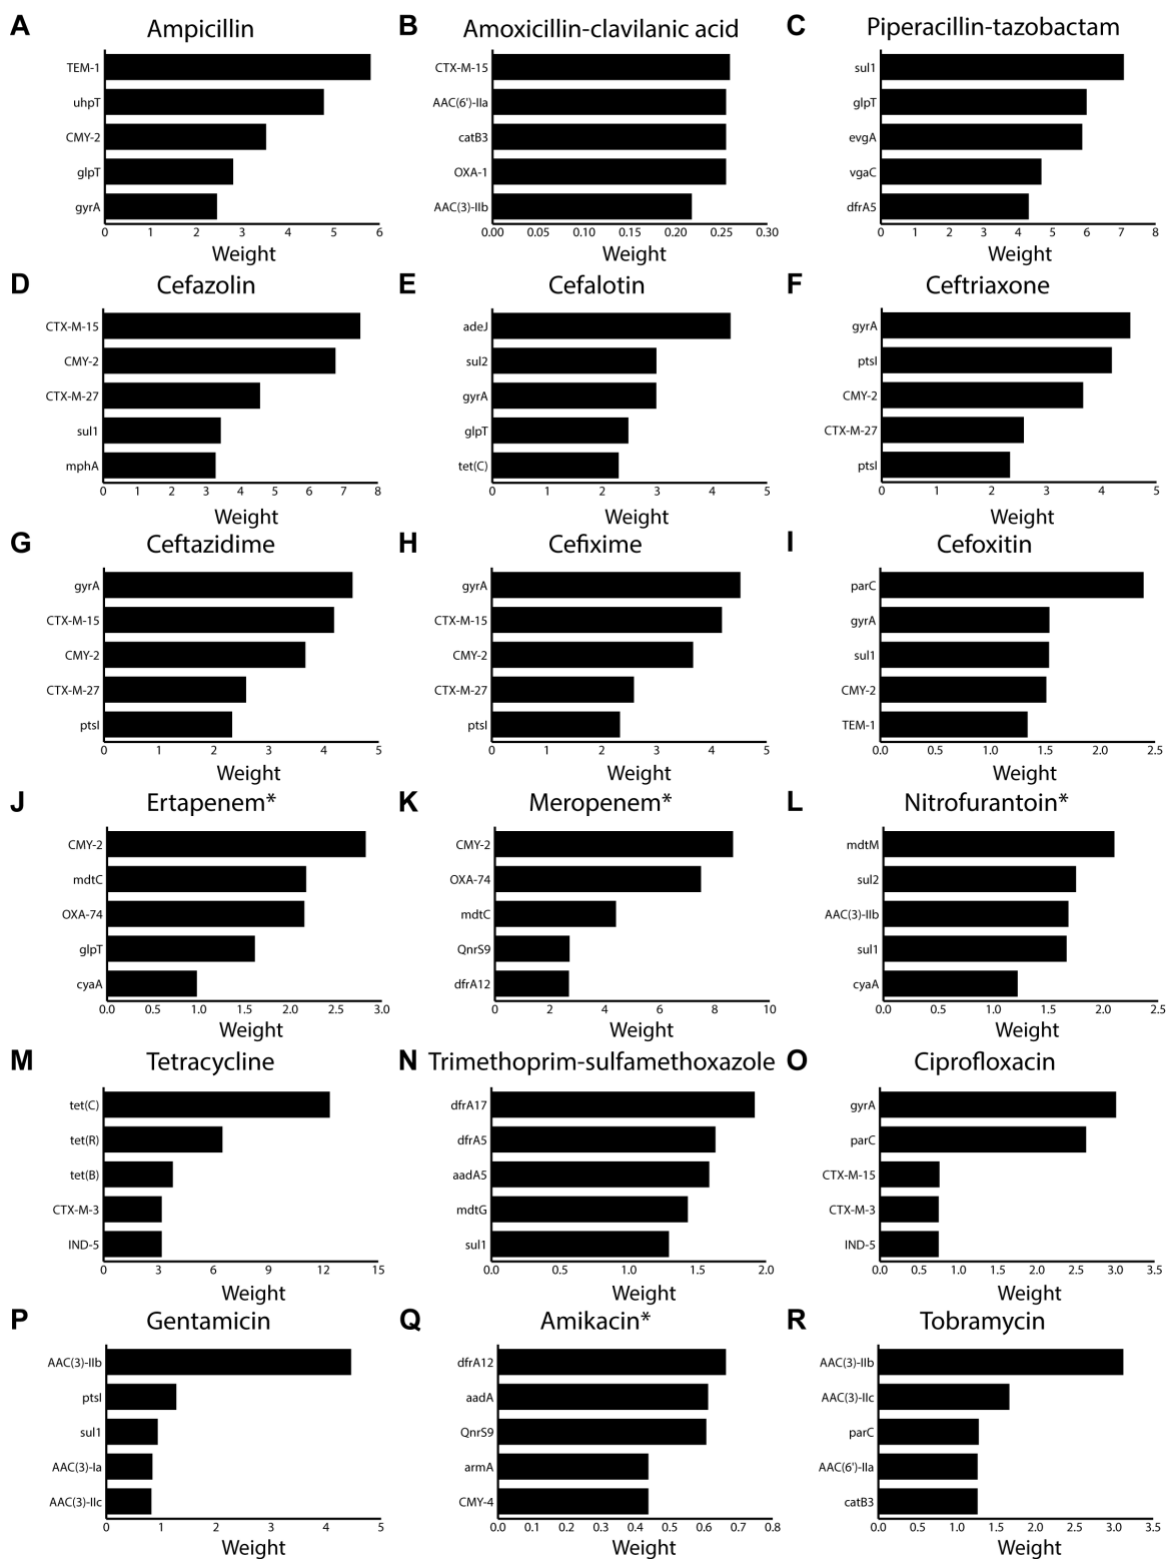 A Ampicillin
TEM-1
uhpT
CMY-2
glpT
gyrA
0 1 2 3 4 5 6
Weight
B Amoxicillin-clavilanic acid
CTX-M-15
AAC(6')-IIa
catB3
OXA-1
AAC(3)-IIb
0.00 0.05 0.10 0.15 0.20 0.25 0.30
Weight
C Piperacillin-tazobactam
sul1
glpT
evgA
vgaC
dfrA5
0 1 2 3 4 5 6 7 8
Weight
D Cefazolin
CTX-M-15
CMY-2
CTX-M-27
sul1
mphA
0 1 2 3 4 5 6 7 8
Weight
E Cefalotin
adeJ
sul2
gyrA
glpT
tet(C)
0 1 2 3 4 5
Weight
F Ceftriaxone
gyrA
ptsI
CMY-2
CTX-M-27
ptsI
0 1 2 3 4 5
Weight
G Ceftazidime
gyrA
CTX-M-15
CMY-2
CTX-M-27
ptsI
0 1 2 3 4 5
Weight
H Cefixime
gyrA
CTX-M-15
CMY-2
CTX-M-27
ptsI
0 1 2 3 4 5
Weight
I Cefoxitin
parC
gyrA
sul1
CMY-2
TEM-1
0.0 0.5 1.0 1.5 2.0 2.5
Weight
J Ertapenem*
CMY-2
mdtC
OXA-74
glpT
cyaA
0.0 0.5 1.0 1.5 2.0 2.5 3.0
Weight
K Meropenem*
CMY-2
OXA-74
mdtC
QnrS9
dfrA12
0 2 4 6 8 10
Weight
L Nitrofurantoin*
mdtM
sul2
AAC(3)-IIb
sul1
cyaA
0.0 0.5 1.0 1.5 2.0 2.5
Weight
M Tetracycline
tet(C)
tet(R)
tet(B)
CTX-M-3
IND-5
0 3 6 9 12 15
Weight
N Trimethoprim-sulfamethoxazole
dfrA17
dfrA5
aadA5
mdtG
sul1
0.0 0.5 1.0 1.5 2.0
Weight
O Ciprofloxacin
gyrA
parC
CTX-M-15
CTX-M-3
IND-5
0.0 0.5 1.0 1.5 2.0 2.5 3.0 3.5
Weight
P Gentamicin
AAC(3)-IIb
ptsI
sul1
AAC(3)-Ia
AAC(3)-IIc
0 1 2 3 4 5
Weight
Q Amikacin*
dfrA12
aadA
QnrS9
armA
CMY-4
0.0 0.1 0.2 0.3 0.4 0.5 0.6 0.7 0.8
Weight
R Tobramycin
AAC(3)-IIb
AAC(3)-IIc
parC
AAC(6')-IIa
catB3
0.0 0.5 1.0 1.5 2.0 2.5 3.0 3.5
Weight